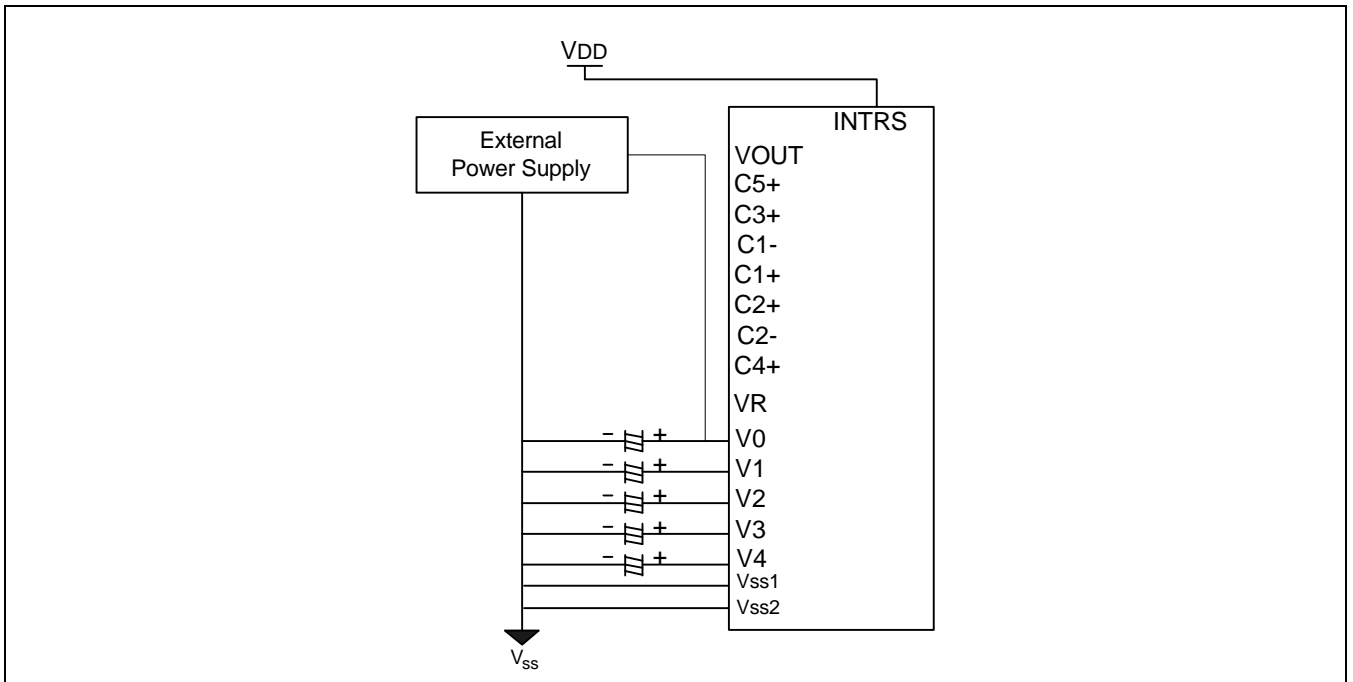 VDD
INTRS
External
Power Supply
VOUT
C5+
C3+
C1-
C1+
C2+
C2-
C4+
VR
- + V0
- + V1
- + V2
- + V3
- + V4
Vss1
Vss2
Vss